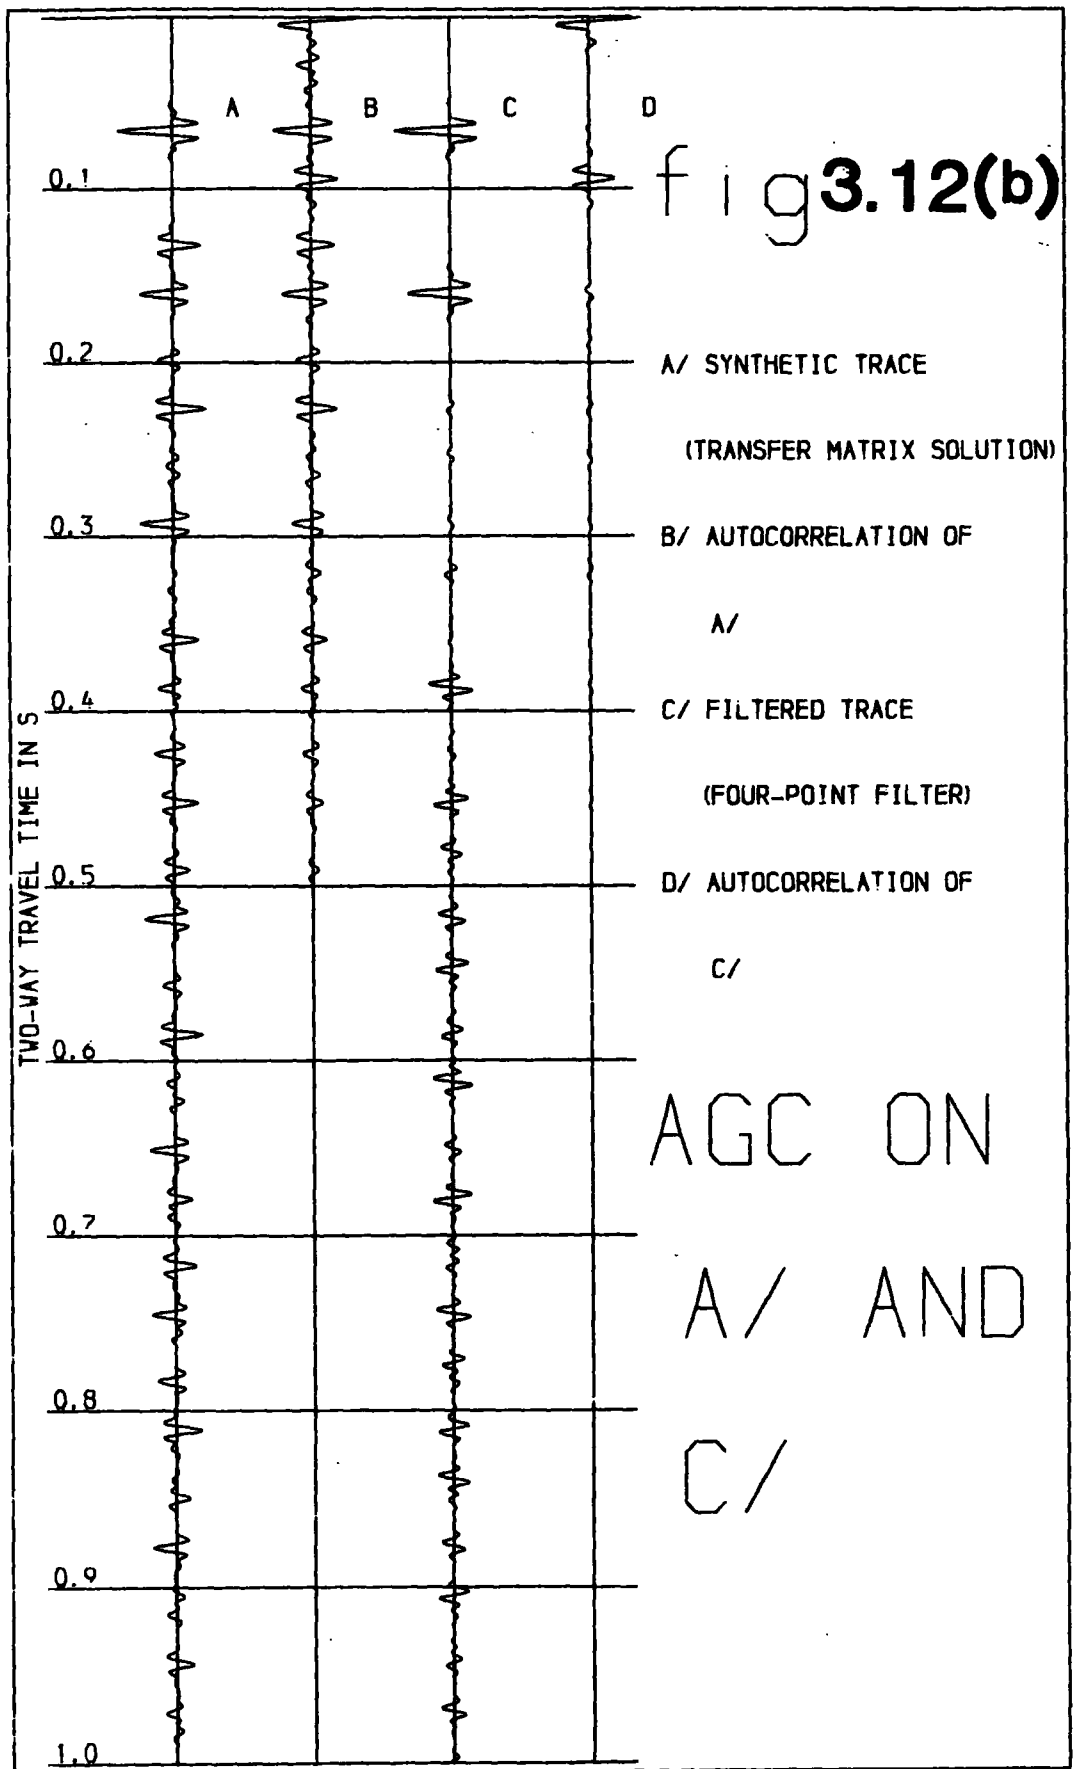 A B C D
fig3.12(b)
0.1
0.2
0.3
0.4
0.5
0.6
0.7
0.8
0.9
1.0
TWO-WAY TRAVEL TIME IN S
A/ SYNTHETIC TRACE
(TRANSFER MATRIX SOLUTION)
B/ AUTOCORRELATION OF
A/
C/ FILTERED TRACE
(FOUR-POINT FILTER)
D/ AUTOCORRELATION OF
C/
AGC ON
A/ AND
C/